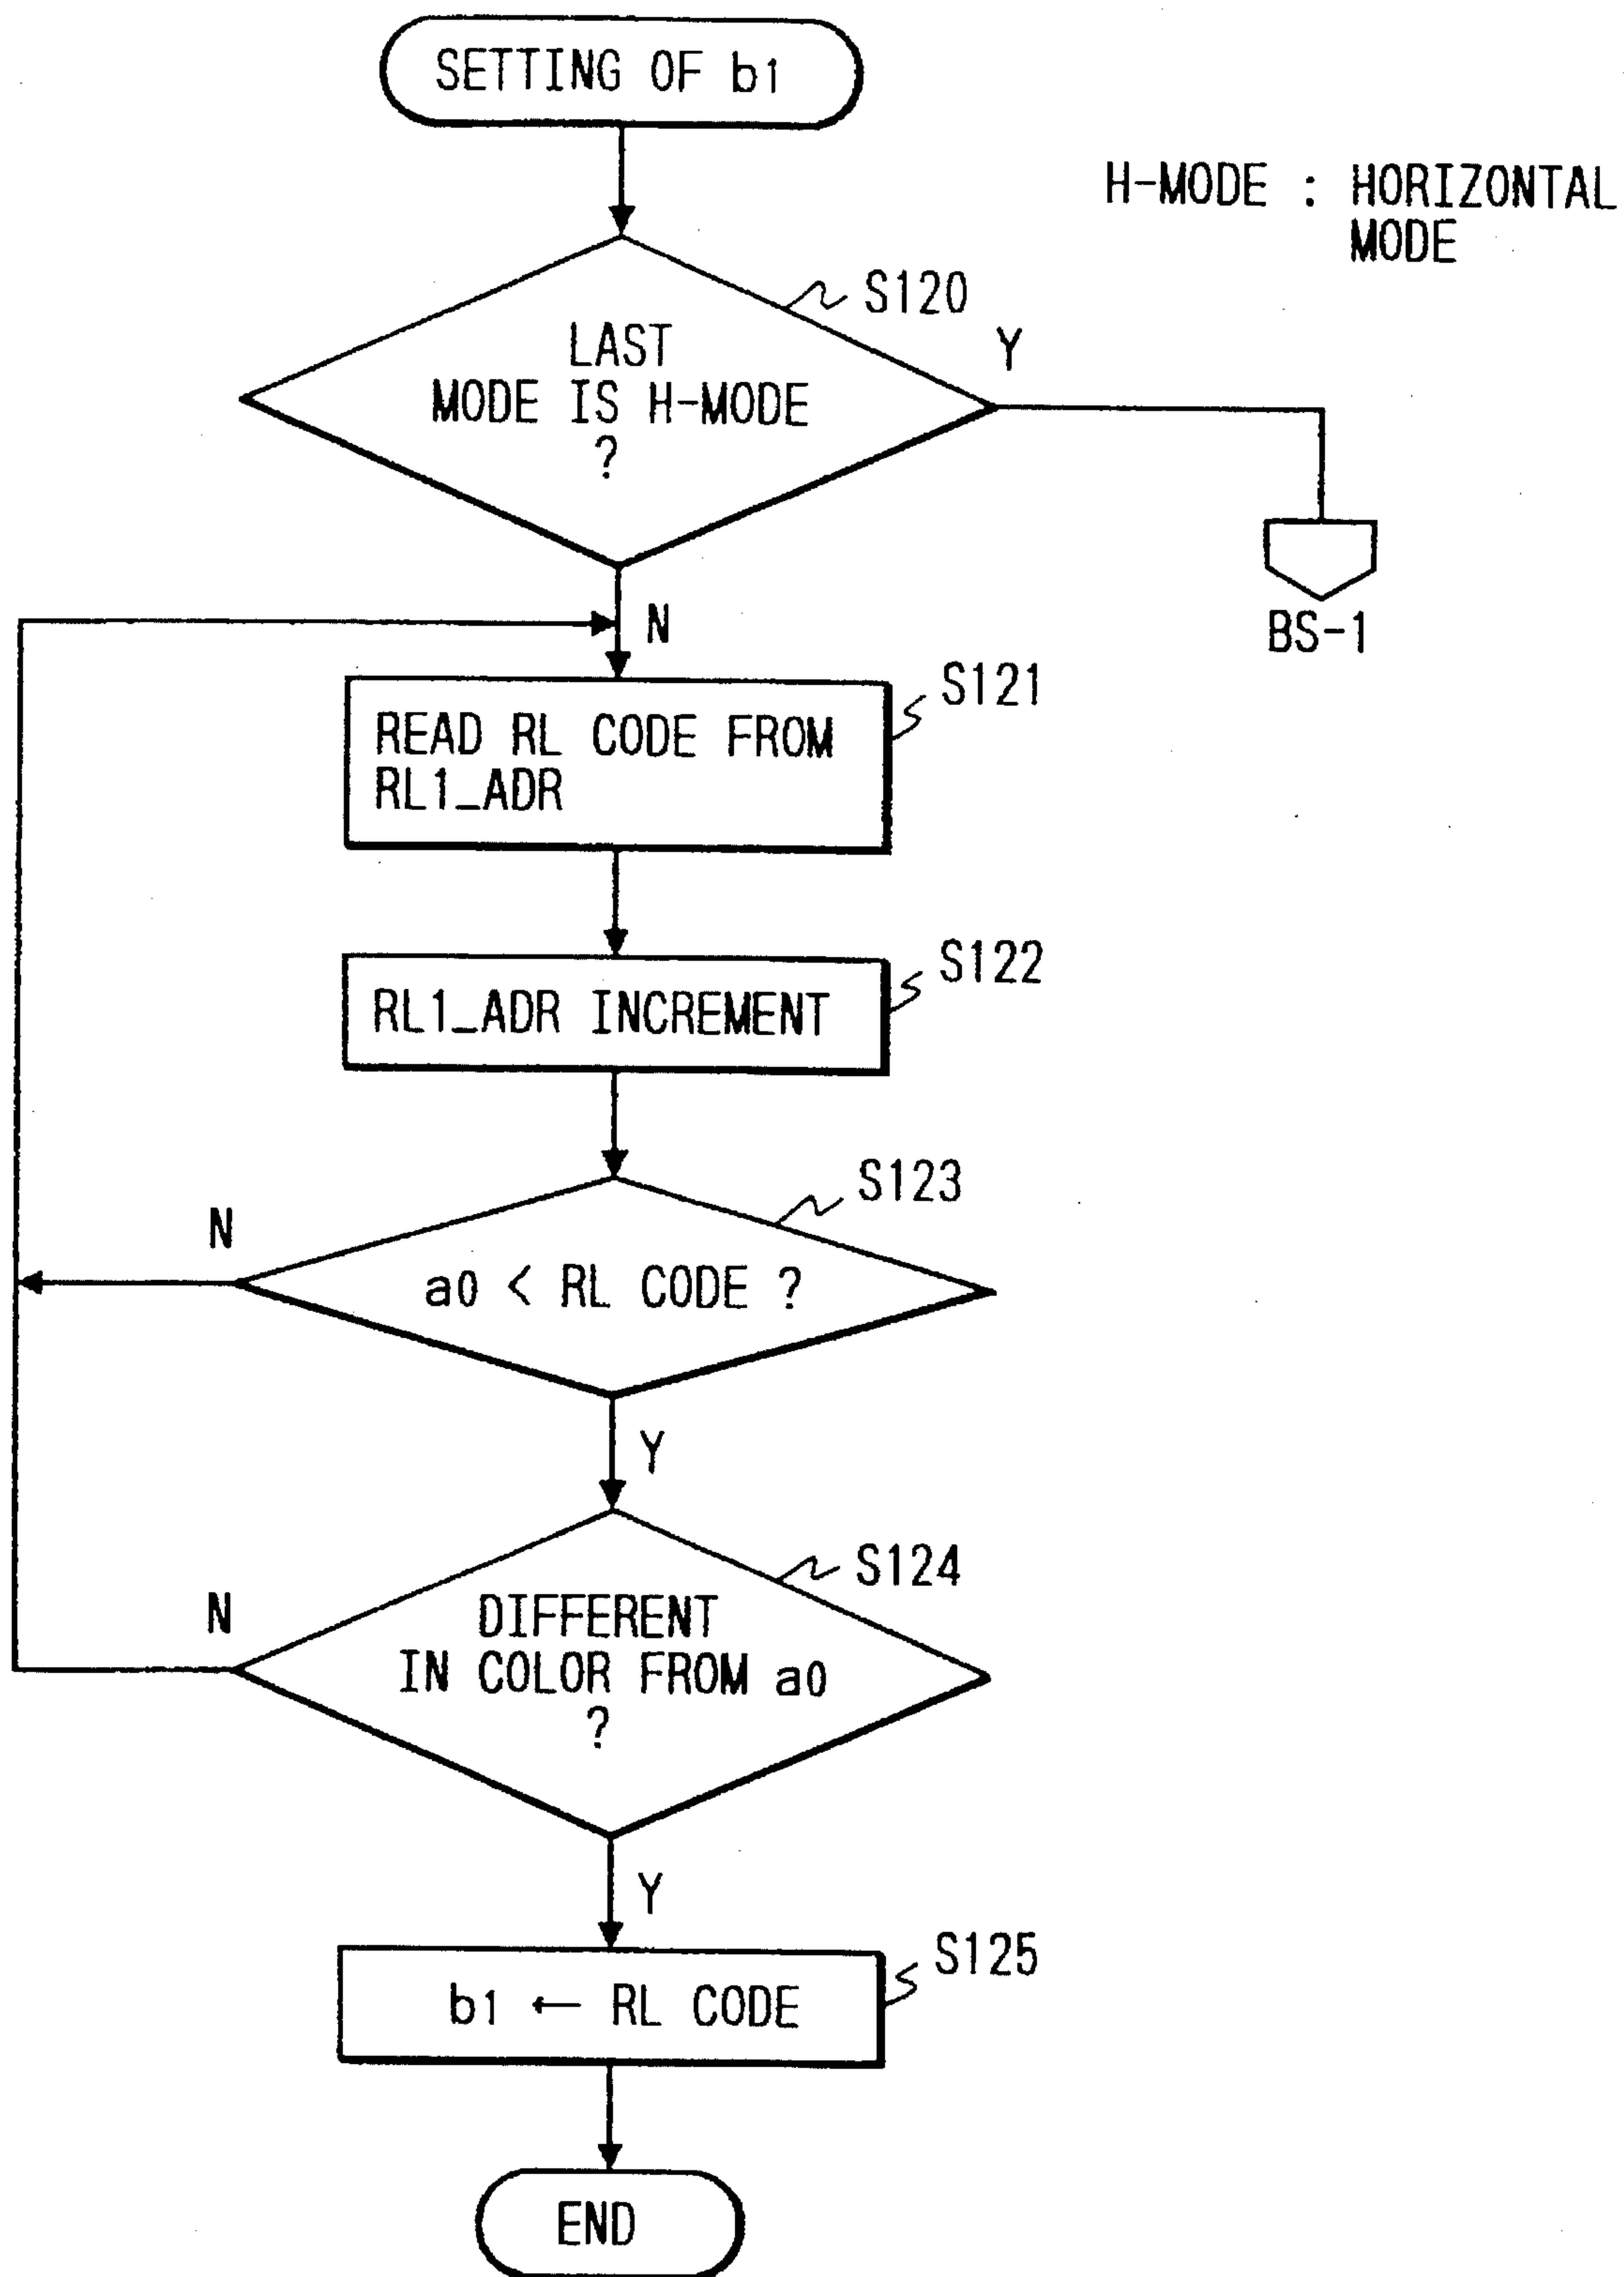 SETTING OF b1
H-MODE : HORIZONTAL
MODE
S120
LAST
MODE IS H-MODE
?
Y
N
BS-1
S121
READ RL CODE FROM
RL1_ADR
S122
RL1_ADR INCREMENT
S123
N
a0 < RL CODE ?
Y
S124
N
DIFFERENT
IN COLOR FROM a0
?
Y
S125
b1 ← RL CODE
END